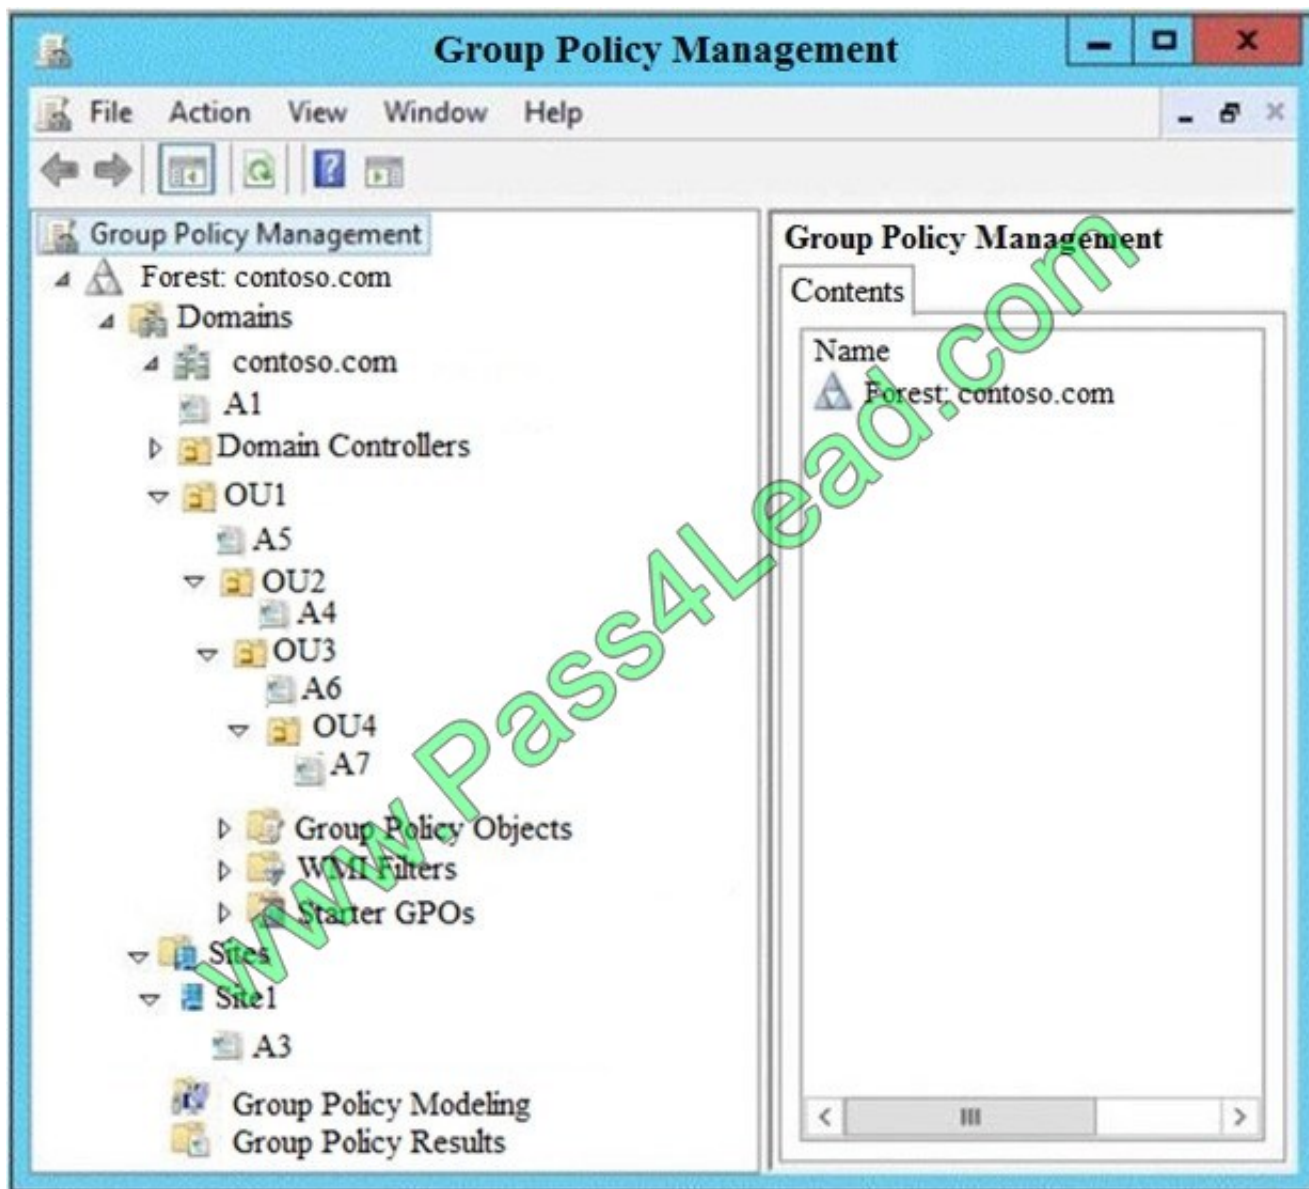 Group Policy Management
File Action View Window Help
Group Policy Management
Forest: contoso.com
Domains
contoso.com
A1
Domain Controllers
OU1
A5
OU2
A4
OU3
A6
OU4
A7
Group Policy Objects
WMI Filters
Starter GPOs
Sites
Site1
A3
Group Policy Modeling
Group Policy Results
Group Policy Management
Contents
Name
Forest: contoso.com
www.Pass4Lead.com